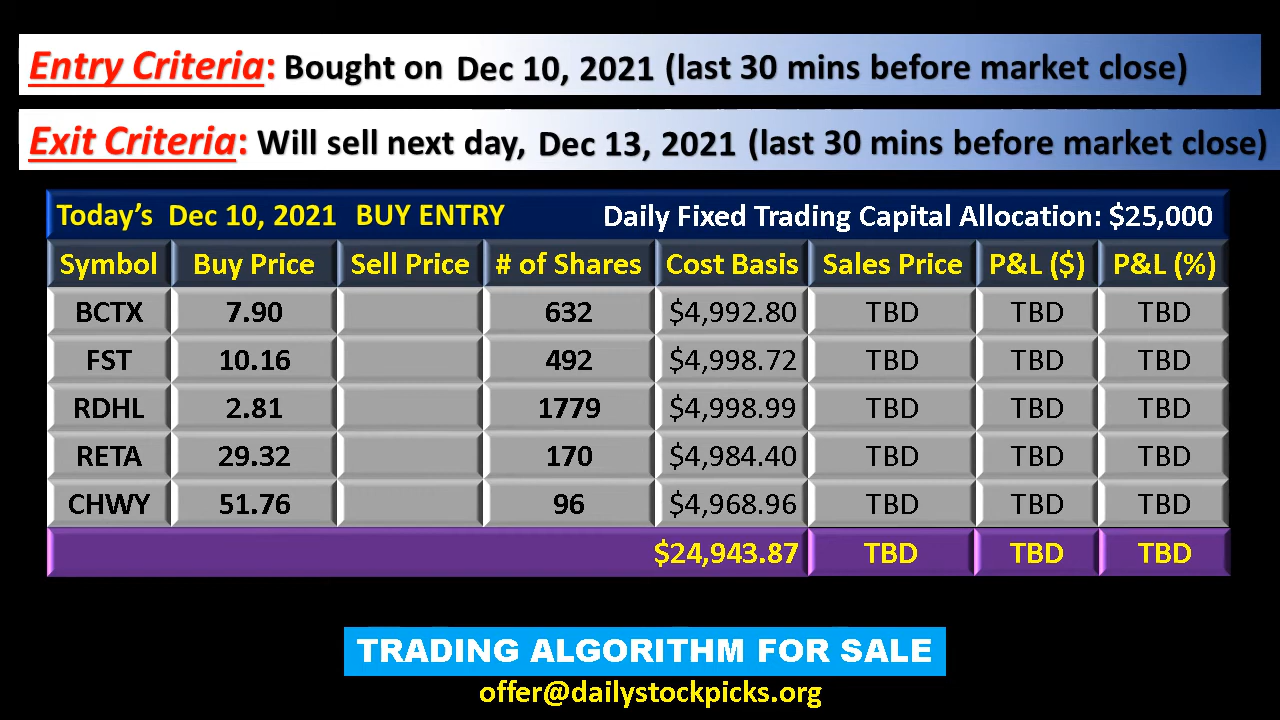 Entry Criteria: Bought on Dec 10, 2021 (last 30 mins before market close)
Exit Criteria: Will sell next day, Dec 13, 2021 (last 30 mins before market close)
Today's Dec 10, 2021 BUY ENTRY Daily Fixed Trading Capital Allocation: $25,000
Symbol Buy Price Sell Price # of Shares Cost Basis Sales Price P&L ($) P&L (%)
BCTX 7.90 632 $4,992.80 TBD TBD TBD
FST 10.16 492 $4,998.72 TBD TBD TBD
RDHL 2.81 1779 $4,998.99 TBD TBD TBD
RETA 29.32 170 $4,984.40 TBD TBD TBD
CHWY 51.76 96 $4,968.96 TBD TBD TBD
$24,943.87 TBD TBD TBD
TRADING ALGORITHM FOR SALE
offer@dailystockpicks.org